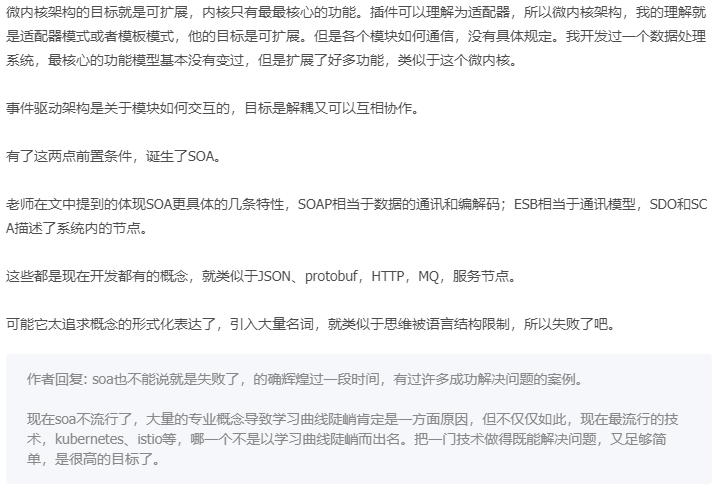 微内核架构的目标就是可扩展，内核只有最最核心的功能。插件可以理解为适配器，所以微内核架构，我的理解就
是适配器模式或者模板模式，他的目标是可扩展。但是各个模块如何通信，没有具体规定。我开发过一个数据处理
系统，最核心的功能模型基本没有变过，但是扩展了好多功能，类似于这个微内核。
事件驱动架构是关于模块如何交互的，目标是解耦又可以互相协作。
有了这两点前置条件，诞生了SOA。
老师在文中提到的体现SOA更具体的几条特性，SOAP相当于数据的通讯和编解码；ESB相当于通讯模型，SDO和SC
A描述了系统内的节点。
这些都是现在开发都有的概念，就类似于JSON、protobuf，HTTP，MQ，服务节点。
可能它太追求概念的形式化表达了，引入大量名词，就类似于思维被语言结构限制，所以失败了吧。
作者回复: soa也不能说就是失败了，的确辉煌过一段时间，有过许多成功解决问题的案例。
现在soa不流行了，大量的专业概念导致学习曲线陡峭肯定是一方面原因，但不仅仅如此，现在最流行的技
术，kubernetes、istio等，哪一个不是以学习曲线陡峭而出名。把一门技术做得既能解决问题，又足够简
单，是很高的目标了。